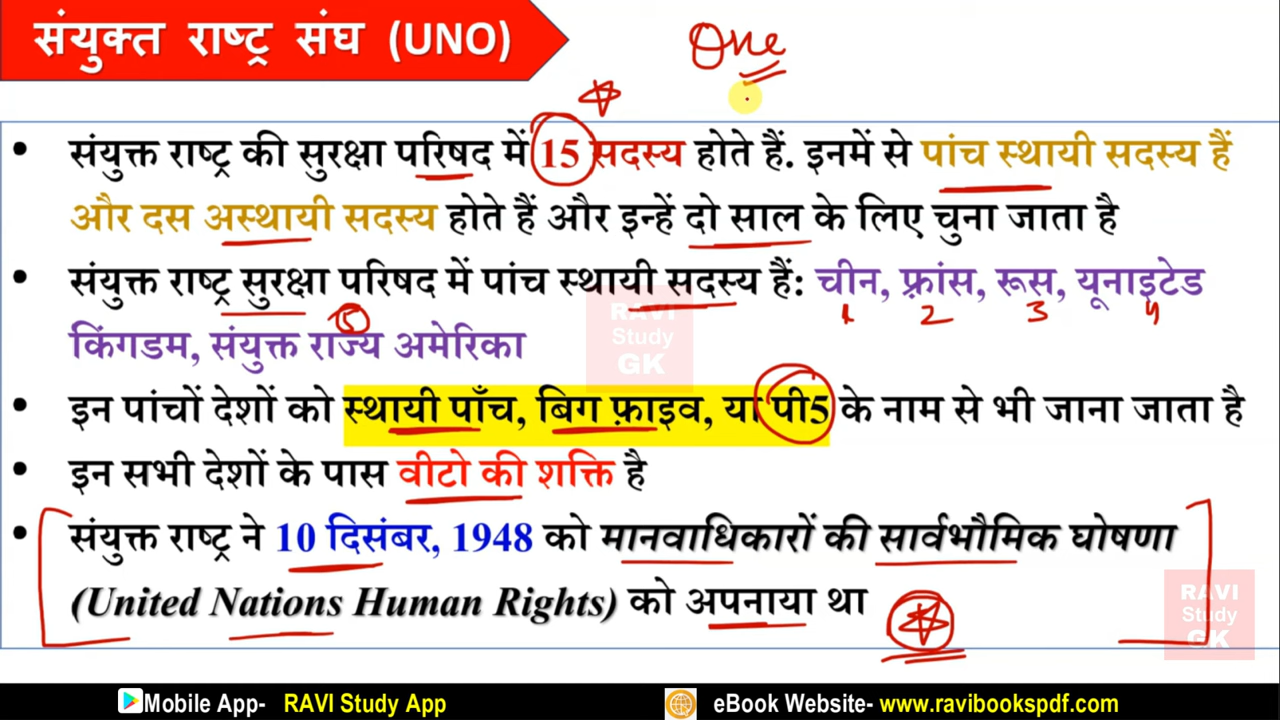 संयुक्त राष्ट्र संघ (UNO)
One
• संयुक्त राष्ट्र की सुरक्षा परिषद में 15 सदस्य होते हैं. इनमें से पांच स्थायी सदस्य हैं
और दस अस्थायी सदस्य होते हैं और इन्हें दो साल के लिए चुना जाता है
• संयुक्त राष्ट्र सुरक्षा परिषद में पांच स्थायी सदस्य हैं: चीन, फ़्रांस, रूस, यूनाइटेड
1 2 3 4
5
किंगडम, संयुक्त राज्य अमेरिका
• इन पांचों देशों को स्थायी पाँच, बिग फ़ाइव, या पी5 के नाम से भी जाना जाता है
• इन सभी देशों के पास वीटो की शक्ति है
• संयुक्त राष्ट्र ने 10 दिसंबर, 1948 को मानवाधिकारों की सार्वभौमिक घोषणा
(United Nations Human Rights) को अपनाया था
RAVI
Study
GK
RAVI
Study
GK
Mobile App- RAVI Study App
eBook Website- www.ravibookspdf.com